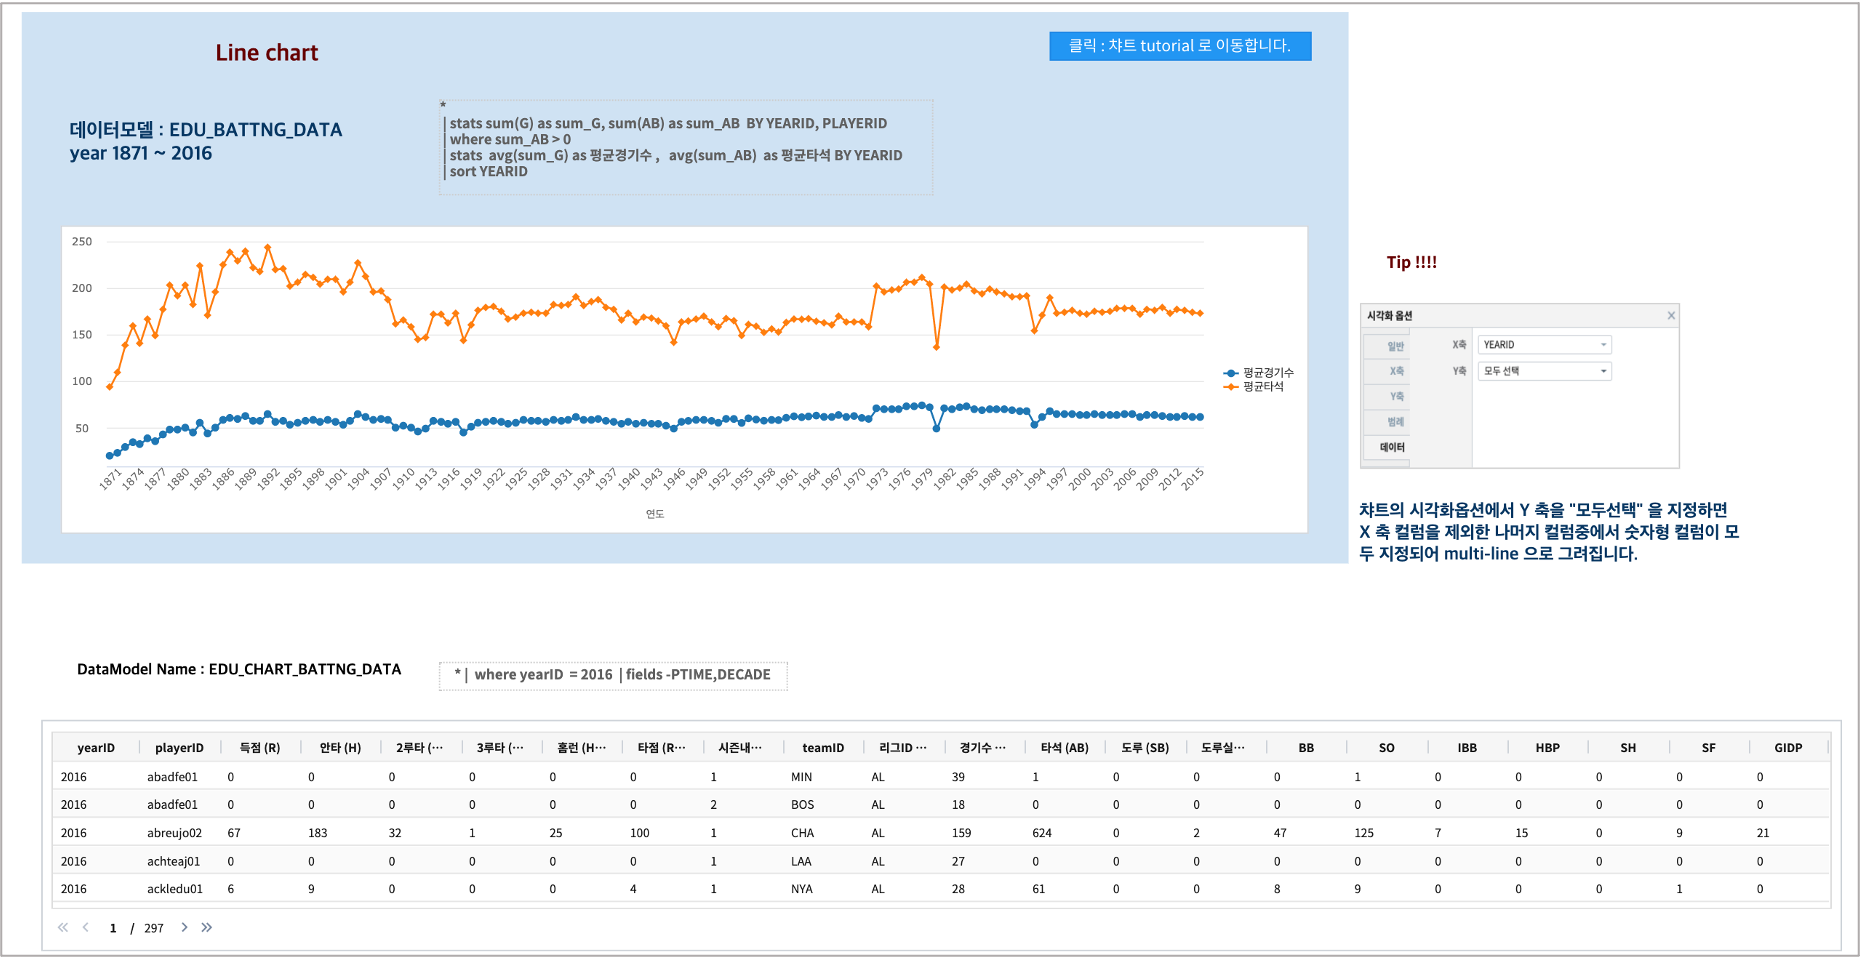 Line chart
클릭 : 챠트 tutorial 로 이동합니다.
데이터모델 : EDU_BATTNG_DATA
year 1871 ~ 2016
*
| stats sum(G) as sum_G, sum(AB) as sum_AB BY YEARID, PLAYERID
| where sum_AB > 0
| stats avg(sum_G) as 평균경기수 , avg(sum_AB) as 평균타석 BY YEARID
| sort YEARID
250
200
150
100
50
1871 1874 1877 1880 1883 1886 1889 1892 1895 1898 1901 1904 1907 1910 1913 1916 1919 1922 1925 1928 1931 1934 1937 1940 1943 1946 1949 1952 1955 1958 1961 1964 1967 1970 1973 1976 1979 1982 1985 1988 1991 1994 1997 2000 2003 2006 2009 2012 2015
연도
평균경기수
평균타석
Tip !!!!
시각화 옵션
일반
X축
Y축
범례
데이터
X축 YEARID
Y축 모두 선택
챠트의 시각화옵션에서 Y 축을 "모두선택" 을 지정하면
X 축 컬럼을 제외한 나머지 컬럼중에서 숫자형 컬럼이 모
두 지정되어 multi-line 으로 그려집니다.
DataModel Name : EDU_CHART_BATTNG_DATA
* | where yearID = 2016 | fields -PTIME,DECADE
yearID playerID 득점 (R) 안타 (H) 2루타 (··· 3루타 (··· 홈런 (H··· 타점 (R··· 시즌내··· teamID 리그ID ··· 경기수 ··· 타석 (AB) 도루 (SB) 도루실··· BB SO IBB HBP SH SF GIDP
2016 abadfe01 0 0 0 0 0 0 1 MIN AL 39 1 0 0 0 1 0 0 0 0 0
2016 abadfe01 0 0 0 0 0 0 2 BOS AL 18 0 0 0 0 0 0 0 0 0 0
2016 abreujo02 67 183 32 1 25 100 1 CHA AL 159 624 0 2 47 125 7 15 0 9 21
2016 achteaj01 0 0 0 0 0 0 1 LAA AL 27 0 0 0 0 0 0 0 0 0 0
2016 ackledu01 6 9 0 0 0 4 1 NYA AL 28 61 0 0 8 9 0 0 0 1 0
1 / 297